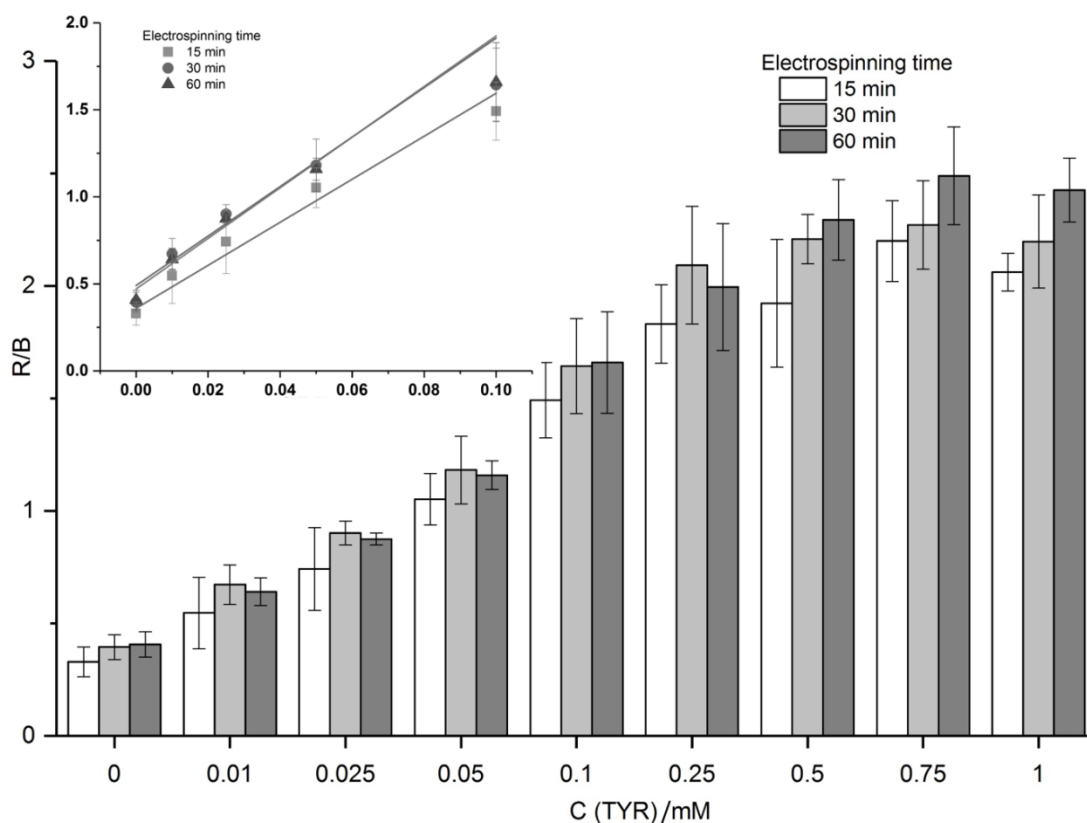 2.0
1.5
1.0
0.5
0.0
0.00 0.02 0.04 0.06 0.08 0.10
Electrospinning time
15 min
30 min
60 min
Electrospinning time
15 min
30 min
60 min
3
2
1
0
R/B
0 0.01 0.025 0.05 0.1 0.25 0.5 0.75 1
C (TYR) /mM